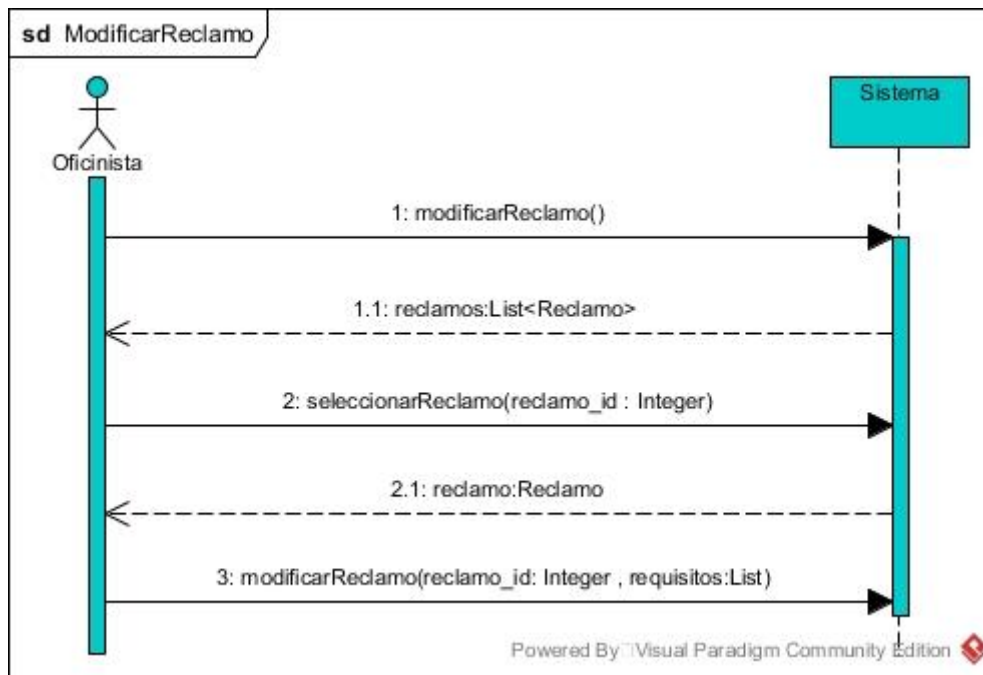 sd ModificarReclamo
Sistema
Oficinista
1: modificarReclamo()
1.1: reclamos:List<Reclamo>
2: seleccionarReclamo(reclamo_id : Integer)
2.1: reclamo:Reclamo
3: modificarReclamo(reclamo_id: Integer , requisitos:List)
Powered By Visual Paradigm Community Edition